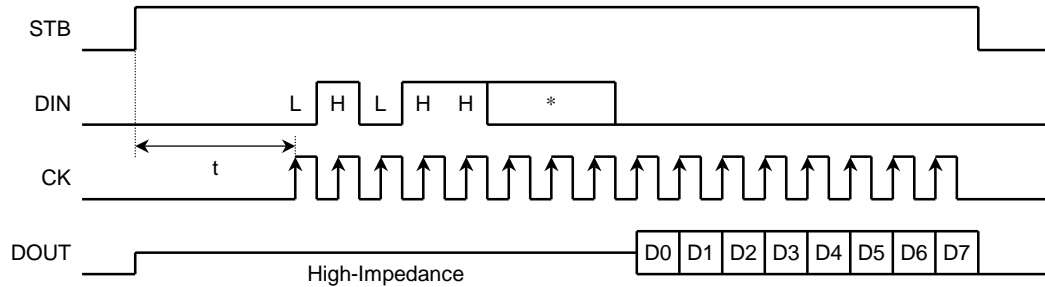 STB
DIN L H L H H *
t
CK
DOUT D0 D1 D2 D3 D4 D5 D6 D7
High-Impedance